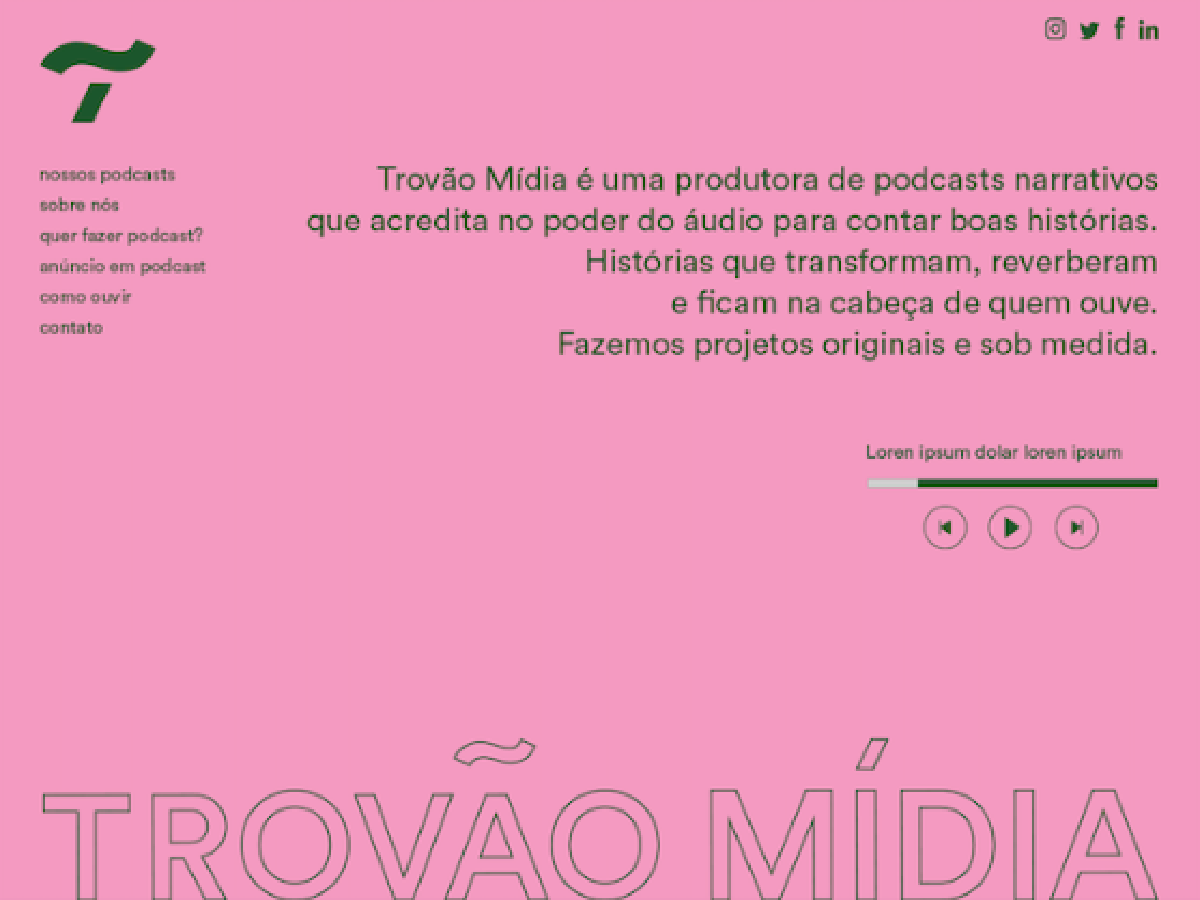 nossos podcasts
sobre nós
quer fazer podcast?
anúncio em podcast
como ouvir
contato
Trovão Mídia é uma produtora de podcasts narrativos
que acredita no poder do áudio para contar boas histórias.
Histórias que transformam, reverberam
e ficam na cabeça de quem ouve.
Fazemos projetos originais e sob medida.
Loren ipsum dolar loren ipsum
TROVÃO MÍDIA